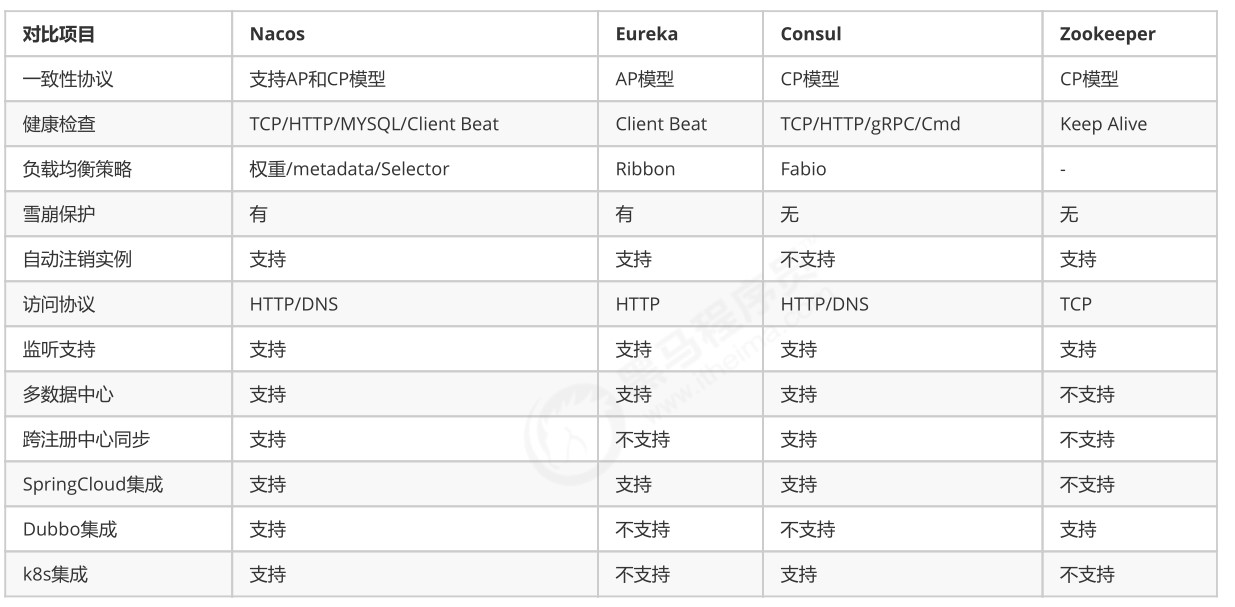 对比项目 Nacos Eureka Consul Zookeeper
一致性协议 支持AP和CP模型 AP模型 CP模型 CP模型
健康检查 TCP/HTTP/MYSQL/Client Beat Client Beat TCP/HTTP/gRPC/Cmd Keep Alive
负载均衡策略 权重/metadata/Selector Ribbon Fabio -
雪崩保护 有 有 无 无
自动注销实例 支持 支持 不支持 支持
访问协议 HTTP/DNS HTTP HTTP/DNS TCP
监听支持 支持 支持 支持 支持
多数据中心 支持 支持 支持 不支持
跨注册中心同步 支持 不支持 支持 不支持
SpringCloud集成 支持 支持 支持 不支持
Dubbo集成 支持 不支持 不支持 支持
k8s集成 支持 不支持 支持 不支持
黑马程序员
www.itheima.com